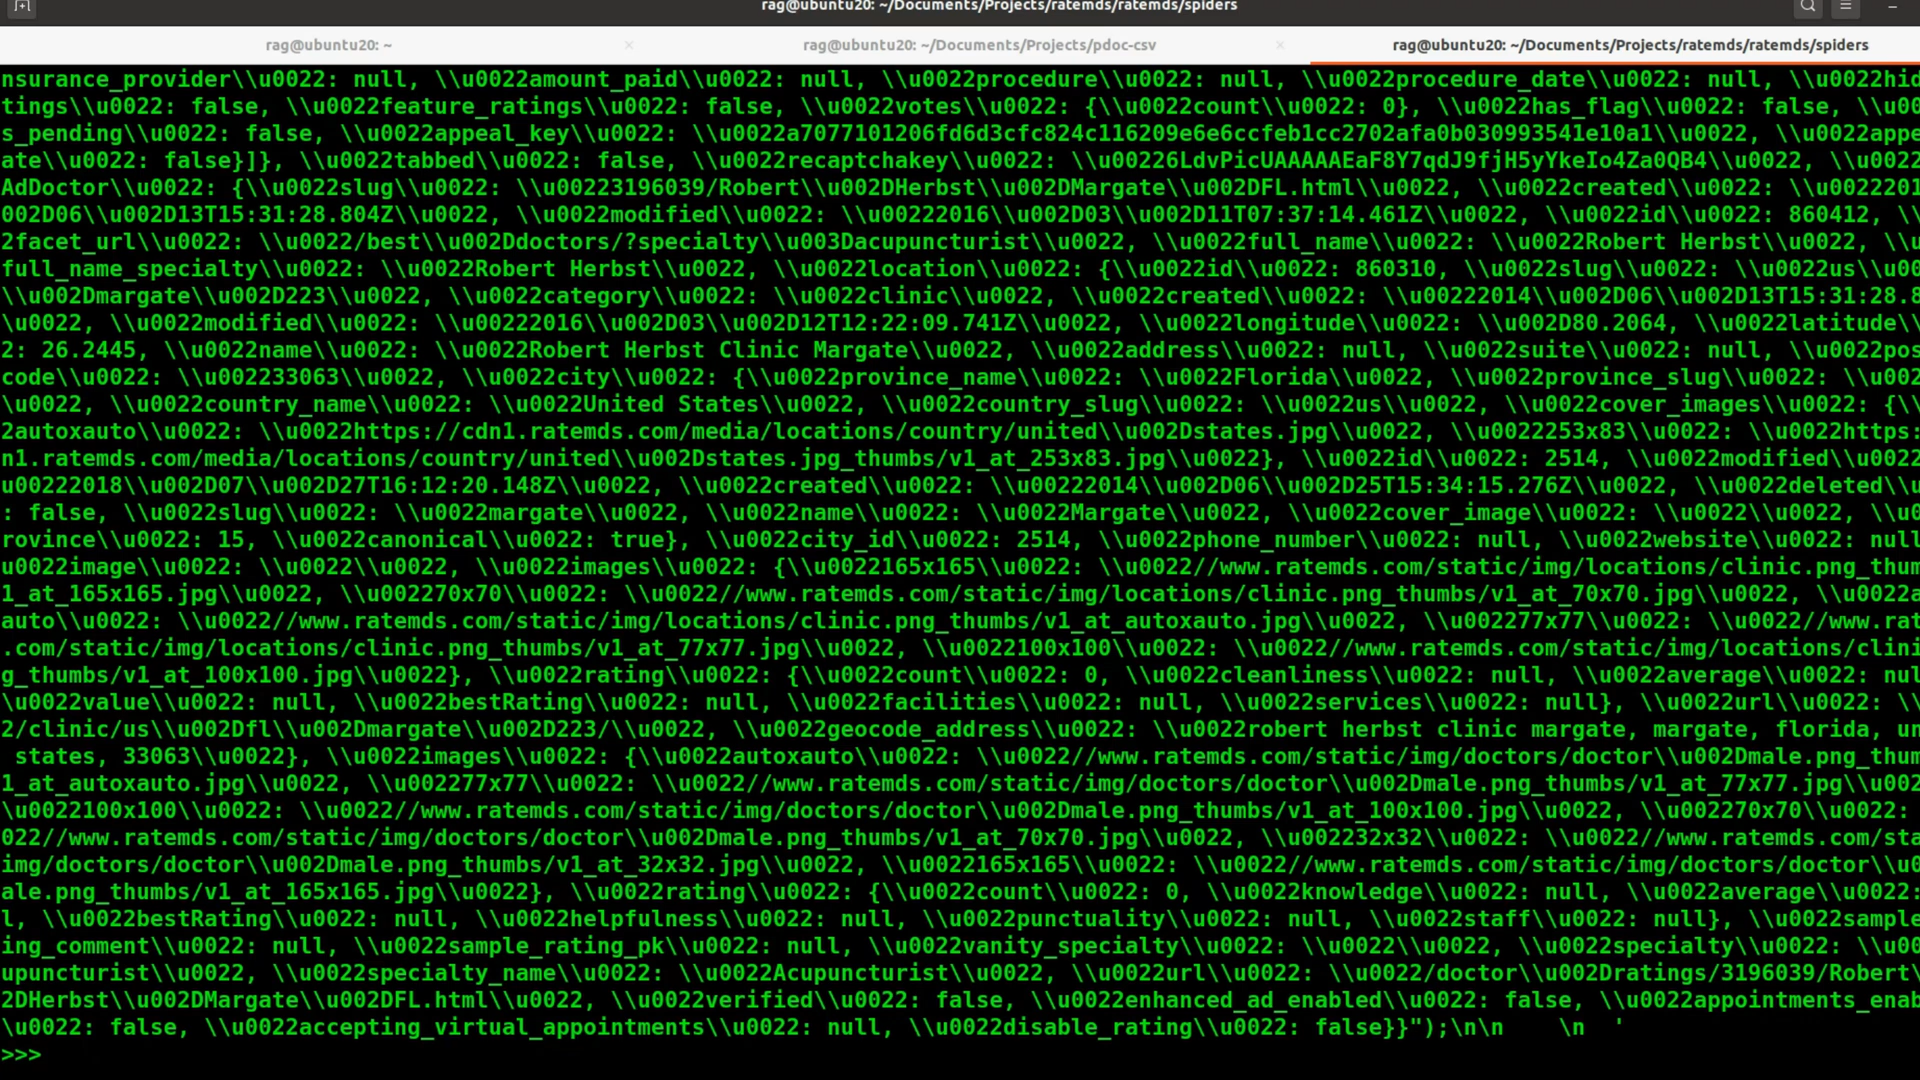 rag@ubuntu20: ~/Documents/Projects/ratemds/ratemds/spiders
rag@ubuntu20: ~
rag@ubuntu20: ~/Documents/Projects/pdoc-csv
rag@ubuntu20: ~/Documents/Projects/ratemds/ratemds/spiders
nsurance_provider\\u0022: null, \\u0022amount_paid\\u0022: null, \\u0022procedure\\u0022: null, \\u0022procedure_date\\u0022: null, \\u0022hid
tings\\u0022: false, \\u0022feature_ratings\\u0022: false, \\u0022votes\\u0022: {\\u0022count\\u0022: 0}, \\u0022has_flag\\u0022: false, \\u00
s_pending\\u0022: false, \\u0022appeal_key\\u0022: \\u0022a7077101206fd6d3cfc824c116209e6e6ccfeb1cc2702afa0b030993541e10a1\\u0022, \\u0022appe
ate\\u0022: false}]}, \\u0022tabbed\\u0022: false, \\u0022recaptchakey\\u0022: \\u00226LdvPicUAAAAAEaF8Y7qdJ9fjH5yYkeIo4Za0QB4\\u0022, \\u0022
AdDoctor\\u0022: {\\u0022slug\\u0022: \\u00223196039/Robert\\u002DHerbst\\u002DMargate\\u002DFL.html\\u0022, \\u0022created\\u0022: \\u0022201
002D06\\u002D13T15:31:28.804Z\\u0022, \\u0022modified\\u0022: \\u00222016\\u002D03\\u002D11T07:37:14.461Z\\u0022, \\u0022id\\u0022: 860412, \\
2facet_url\\u0022: \\u0022/best\\u002Ddoctors/?specialty\\u003Dacupuncturist\\u0022, \\u0022full_name\\u0022: \\u0022Robert Herbst\\u0022, \\u
full_name_specialty\\u0022: \\u0022Robert Herbst\\u0022, \\u0022location\\u0022: {\\u0022id\\u0022: 860310, \\u0022slug\\u0022: \\u0022us\\u00
\\u002Dmargate\\u002D223\\u0022, \\u0022category\\u0022: \\u0022clinic\\u0022, \\u0022created\\u0022: \\u00222014\\u002D06\\u002D13T15:31:28.8
\u0022, \\u0022modified\\u0022: \\u00222016\\u002D03\\u002D12T12:22:09.741Z\\u0022, \\u0022longitude\\u0022: \\u002D80.2064, \\u0022latitude\\
2: 26.2445, \\u0022name\\u0022: \\u0022Robert Herbst Clinic Margate\\u0022, \\u0022address\\u0022: null, \\u0022suite\\u0022: null, \\u0022pos
code\\u0022: \\u002233063\\u0022, \\u0022city\\u0022: {\\u0022province_name\\u0022: \\u0022Florida\\u0022, \\u0022province_slug\\u0022: \\u002
\u0022, \\u0022country_name\\u0022: \\u0022United States\\u0022, \\u0022country_slug\\u0022: \\u0022us\\u0022, \\u0022cover_images\\u0022: {\\
2autoxauto\\u0022: \\u0022https://cdn1.ratemds.com/media/locations/country/united\\u002Dstates.jpg\\u0022, \\u0022253x83\\u0022: \\u0022https:
n1.ratemds.com/media/locations/country/united\\u002Dstates.jpg_thumbs/v1_at_253x83.jpg\\u0022}, \\u0022id\\u0022: 2514, \\u0022modified\\u0022
u00222018\\u002D07\\u002D27T16:12:20.148Z\\u0022, \\u0022created\\u0022: \\u00222014\\u002D06\\u002D25T15:34:15.276Z\\u0022, \\u0022deleted\\u
: false, \\u0022slug\\u0022: \\u0022margate\\u0022, \\u0022name\\u0022: \\u0022Margate\\u0022, \\u0022cover_image\\u0022: \\u0022\\u0022, \\u0
rovince\\u0022: 15, \\u0022canonical\\u0022: true}, \\u0022city_id\\u0022: 2514, \\u0022phone_number\\u0022: null, \\u0022website\\u0022: null
u0022image\\u0022: \\u0022\\u0022, \\u0022images\\u0022: {\\u0022165x165\\u0022: \\u0022//www.ratemds.com/static/img/locations/clinic.png_thum
1_at_165x165.jpg\\u0022, \\u002270x70\\u0022: \\u0022//www.ratemds.com/static/img/locations/clinic.png_thumbs/v1_at_70x70.jpg\\u0022, \\u0022a
auto\\u0022: \\u0022//www.ratemds.com/static/img/locations/clinic.png_thumbs/v1_at_autoxauto.jpg\\u0022, \\u002277x77\\u0022: \\u0022//www.rat
.com/static/img/locations/clinic.png_thumbs/v1_at_77x77.jpg\\u0022, \\u0022100x100\\u0022: \\u0022//www.ratemds.com/static/img/locations/clini
g_thumbs/v1_at_100x100.jpg\\u0022}, \\u0022rating\\u0022: {\\u0022count\\u0022: 0, \\u0022cleanliness\\u0022: null, \\u0022average\\u0022: nul
\u0022value\\u0022: null, \\u0022bestRating\\u0022: null, \\u0022facilities\\u0022: null, \\u0022services\\u0022: null}, \\u0022url\\u0022: \\
2/clinic/us\\u002Dfl\\u002Dmargate\\u002D223/\\u0022, \\u0022geocode_address\\u0022: \\u0022robert herbst clinic margate, margate, florida, un
 states, 33063\\u0022}, \\u0022images\\u0022: {\\u0022autoxauto\\u0022: \\u0022//www.ratemds.com/static/img/doctors/doctor\\u002Dmale.png_thum
1_at_autoxauto.jpg\\u0022, \\u002277x77\\u0022: \\u0022//www.ratemds.com/static/img/doctors/doctor\\u002Dmale.png_thumbs/v1_at_77x77.jpg\\u002
\u0022100x100\\u0022: \\u0022//www.ratemds.com/static/img/doctors/doctor\\u002Dmale.png_thumbs/v1_at_100x100.jpg\\u0022, \\u002270x70\\u0022:
022//www.ratemds.com/static/img/doctors/doctor\\u002Dmale.png_thumbs/v1_at_70x70.jpg\\u0022, \\u002232x32\\u0022: \\u0022//www.ratemds.com/sta
img/doctors/doctor\\u002Dmale.png_thumbs/v1_at_32x32.jpg\\u0022, \\u0022165x165\\u0022: \\u0022//www.ratemds.com/static/img/doctors/doctor\\u0
ale.png_thumbs/v1_at_165x165.jpg\\u0022}, \\u0022rating\\u0022: {\\u0022count\\u0022: 0, \\u0022knowledge\\u0022: null, \\u0022average\\u0022:
l, \\u0022bestRating\\u0022: null, \\u0022helpfulness\\u0022: null, \\u0022punctuality\\u0022: null, \\u0022staff\\u0022: null}, \\u0022sample
ing_comment\\u0022: null, \\u0022sample_rating_pk\\u0022: null, \\u0022vanity_specialty\\u0022: \\u0022\\u0022, \\u0022specialty\\u0022: \\u00
upuncturist\\u0022, \\u0022specialty_name\\u0022: \\u0022Acupuncturist\\u0022, \\u0022url\\u0022: \\u0022/doctor\\u002Dratings/3196039/Robert\
2DHerbst\\u002DMargate\\u002DFL.html\\u0022, \\u0022verified\\u0022: false, \\u0022enhanced_ad_enabled\\u0022: false, \\u0022appointments_enab
\u0022: false, \\u0022accepting_virtual_appointments\\u0022: null, \\u0022disable_rating\\u0022: false}}");\n\n    \n  '
>>>